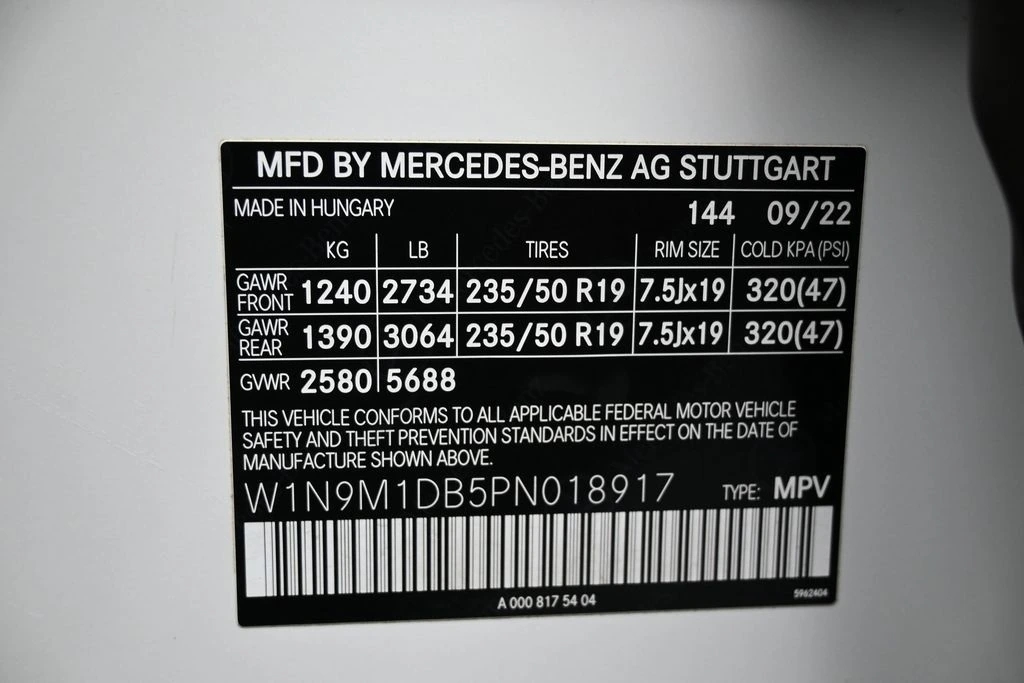 MFD BY MERCEDES-BENZ AG STUTTGART
MADE IN HUNGARY 144 09/22
KG LB TIRES RIM SIZE COLD KPA (PSI)
GAWR FRONT 1240 2734 235/50 R19 7.5Jx19 320(47)
GAWR REAR 1390 3064 235/50 R19 7.5Jx19 320(47)
GVWR 2580 5688
THIS VEHICLE CONFORMS TO ALL APPLICABLE FEDERAL MOTOR VEHICLE
SAFETY AND THEFT PREVENTION STANDARDS IN EFFECT ON THE DATE OF
MANUFACTURE SHOWN ABOVE.
W1N9M1DB5PN018917 TYPE: MPV
A 000 817 54 04 5962404